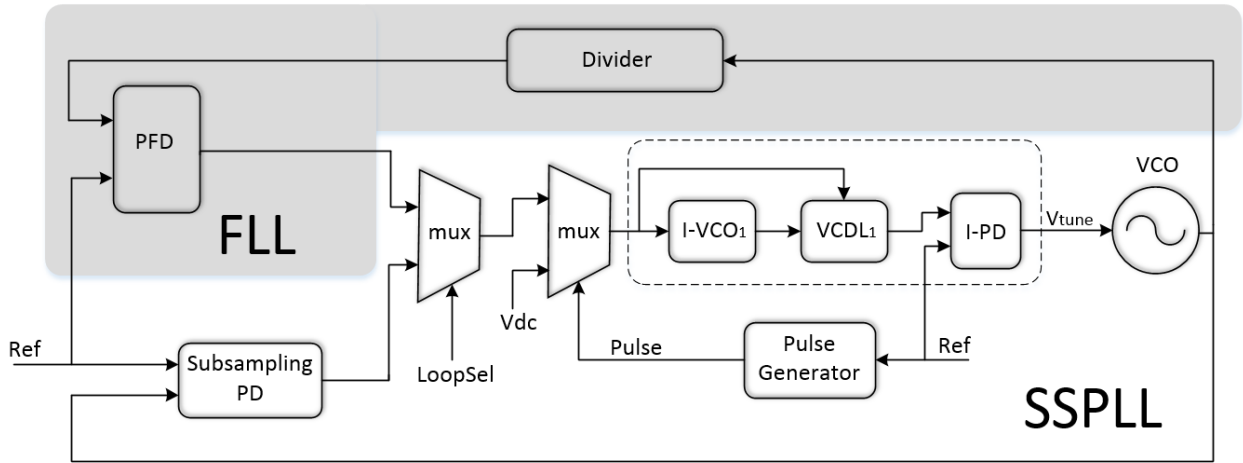 Divider
PFD
FLL
mux
mux
I-VCO₁
VCDL₁
I-PD
Vtune
VCO
Vdc
Ref
Subsampling
PD
LoopSel
Pulse
Pulse
Generator
Ref
SSPLL